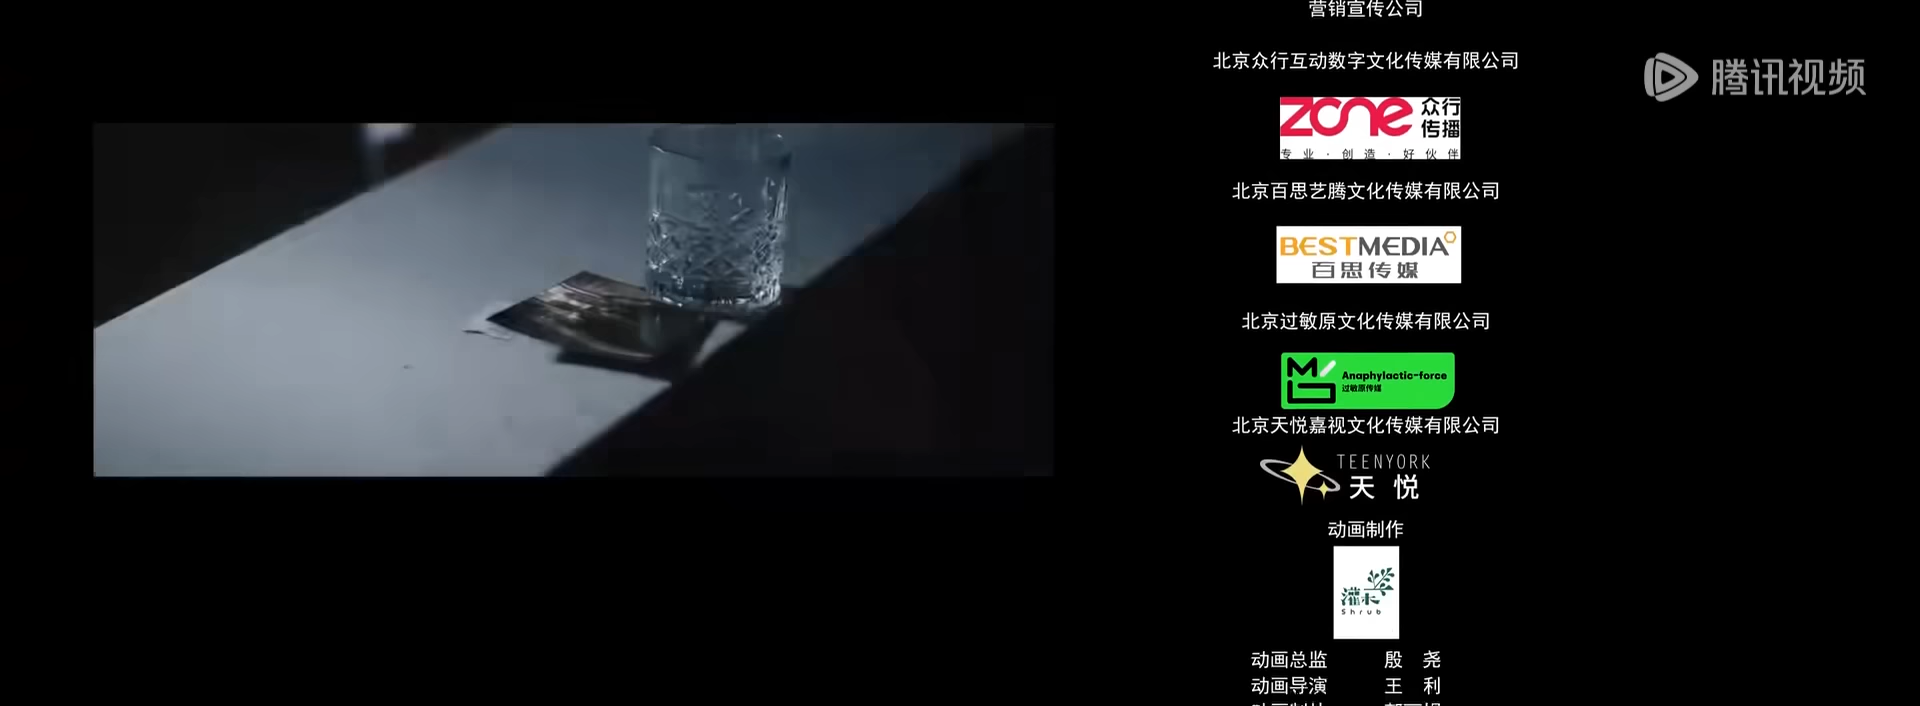 营销宣传公司
北京众行互动数字文化传媒有限公司
腾讯视频
zone 众行传播
专业·创造·好伙伴
北京百思艺腾文化传媒有限公司
BESTMEDIA
百思传媒
北京过敏原文化传媒有限公司
Anaphylactic-force
过敏原传媒
北京天悦嘉视文化传媒有限公司
TEENYORK
天悦
动画制作
灌木
Shrub
动画总监 殷 尧
动画导演 王 利